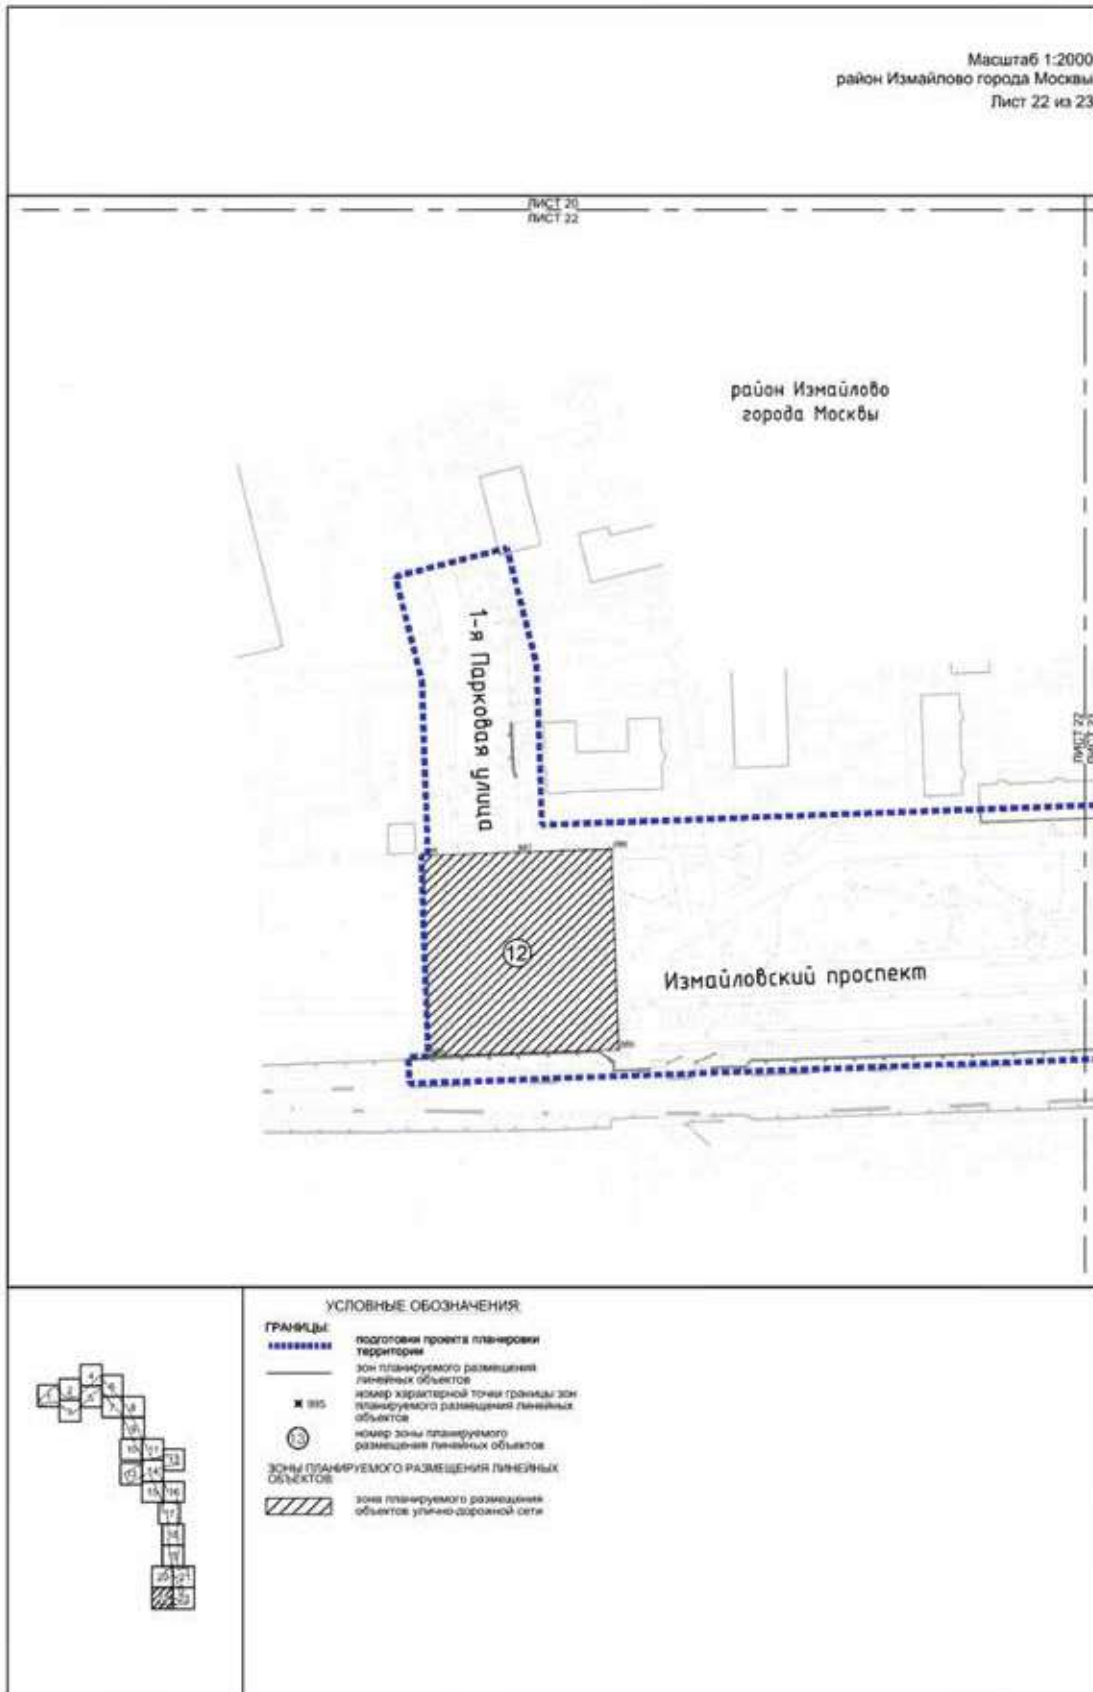 Масштаб 1:2000
район Измайлово города Москвы
Лист 22 из 23
ЛИСТ 20
ЛИСТ 22
район Измайлово
города Москвы
1-я Парковая улица
ЛИСТ 22
12
Измайловский проспект
УСЛОВНЫЕ ОБОЗНАЧЕНИЯ:
ГРАНИЦЫ:
подготовки проекта планировки
территории
зон планируемого размещения
линейных объектов
995
номер характерной точки границы зон
планируемого размещения линейных
объектов
13
номер зоны планируемого
размещения линейных объектов
ЗОНЫ ПЛАНИРУЕМОГО РАЗМЕЩЕНИЯ ЛИНЕЙНЫХ
ОБЪЕКТОВ:
зона планируемого размещения
объектов улично-дорожной сети